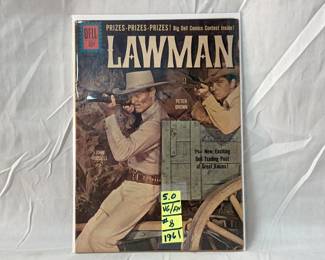 PRIZES-PRIZES-PRIZES! Big Dell Comics Contest Inside!
DELL
LAWMAN
PETER
BROWN
JOHN
RUSSELL
Plus New Exciting
Dell Trading Post
of Great Values!
5.0
VG/FN
#8
1961